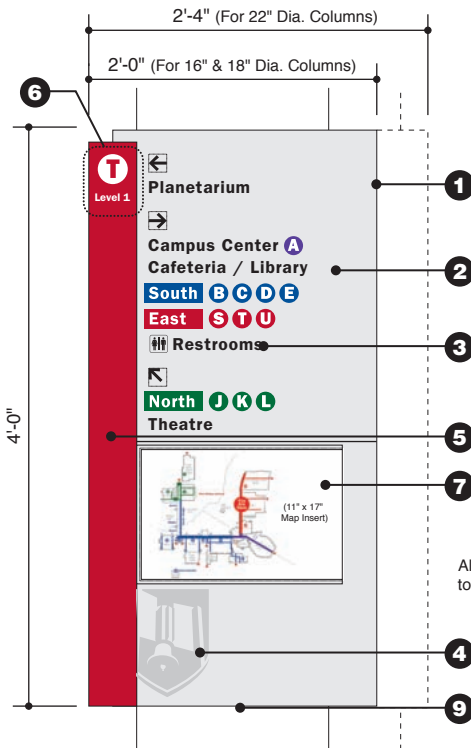 2'-4" (For 22" Dia. Columns)
2'-0" (For 16" & 18" Dia. Columns)
6
T
Level 1
Planetarium
1
Campus Center A
Cafeteria / Library
2
South B C D E
East S T U
Restrooms
3
North J K L
Theatre
4'-0"
5
7
(11" x 17"
Map Insert)
to
4
9